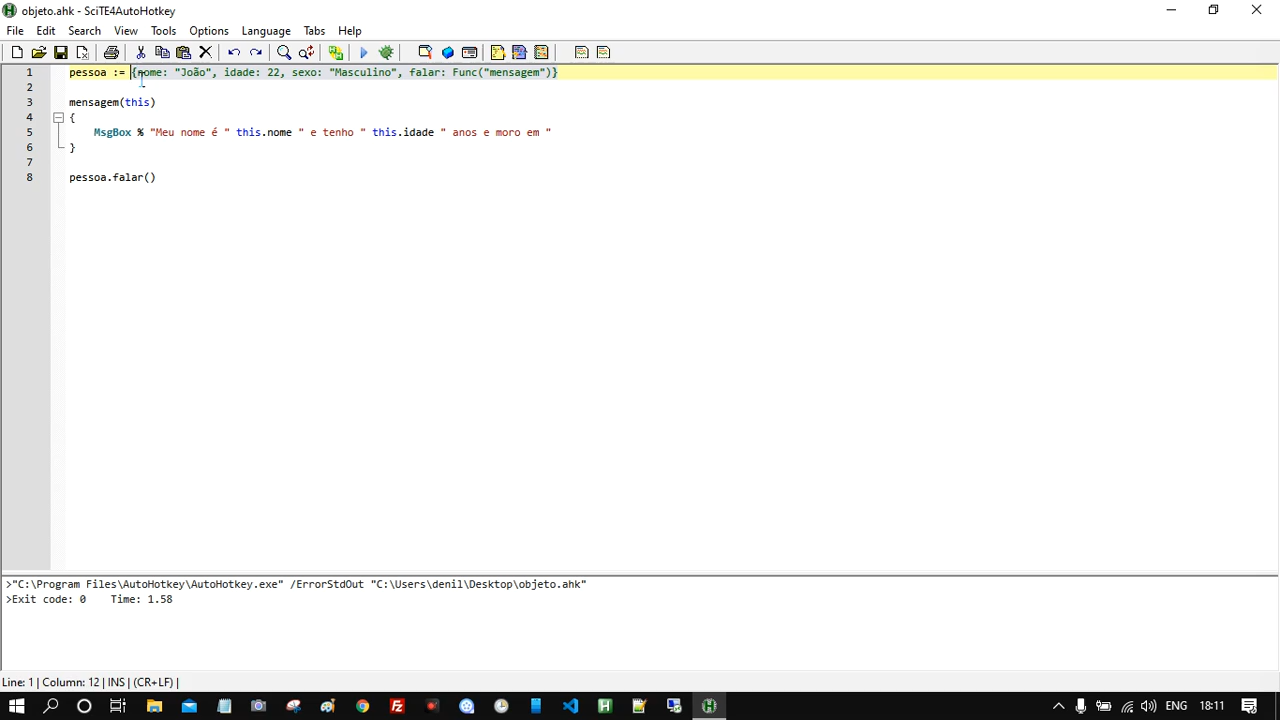 objeto.ahk - SciTE4AutoHotkey
File Edit Search View Tools Options Language Tabs Help
1 pessoa := {nome: "João", idade: 22, sexo: "Masculino", falar: Func("mensagem")}
2
3 mensagem(this)
4 {
5 MsgBox % "Meu nome é " this.nome " e tenho " this.idade " anos e moro em "
6 }
7
8 pessoa.falar()
>"C:\Program Files\AutoHotkey\AutoHotkey.exe" /ErrorStdOut "C:\Users\denil\Desktop\objeto.ahk"
>Exit code: 0 Time: 1.58
Line: 1 | Column: 12 | INS | (CR+LF) |
ENG 18:11